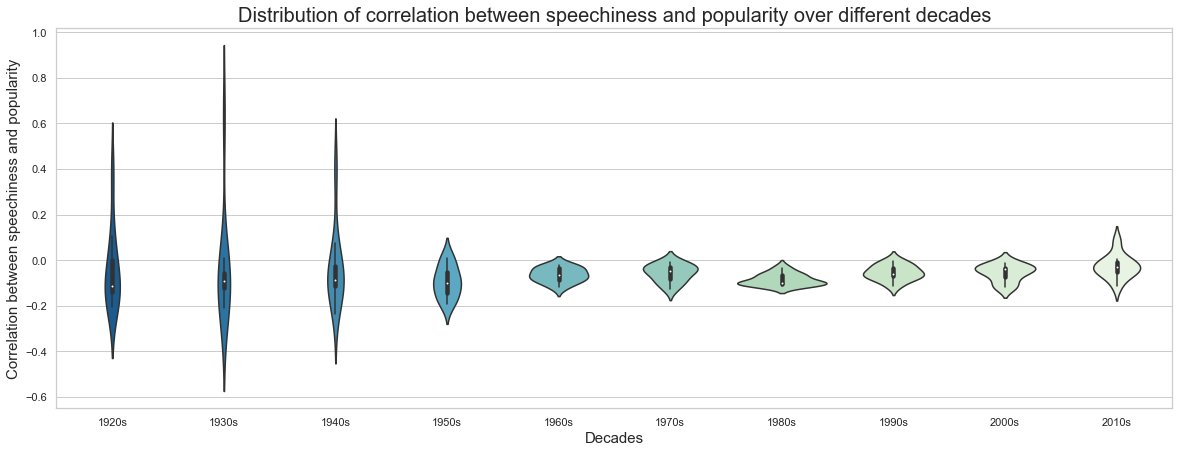 Distribution of correlation between speechiness and popularity over different decades
Correlation between speechiness and popularity
1.0
0.8
0.6
0.4
0.2
0.0
−0.2
−0.4
−0.6
1920s 1930s 1940s 1950s 1960s 1970s 1980s 1990s 2000s 2010s
Decades